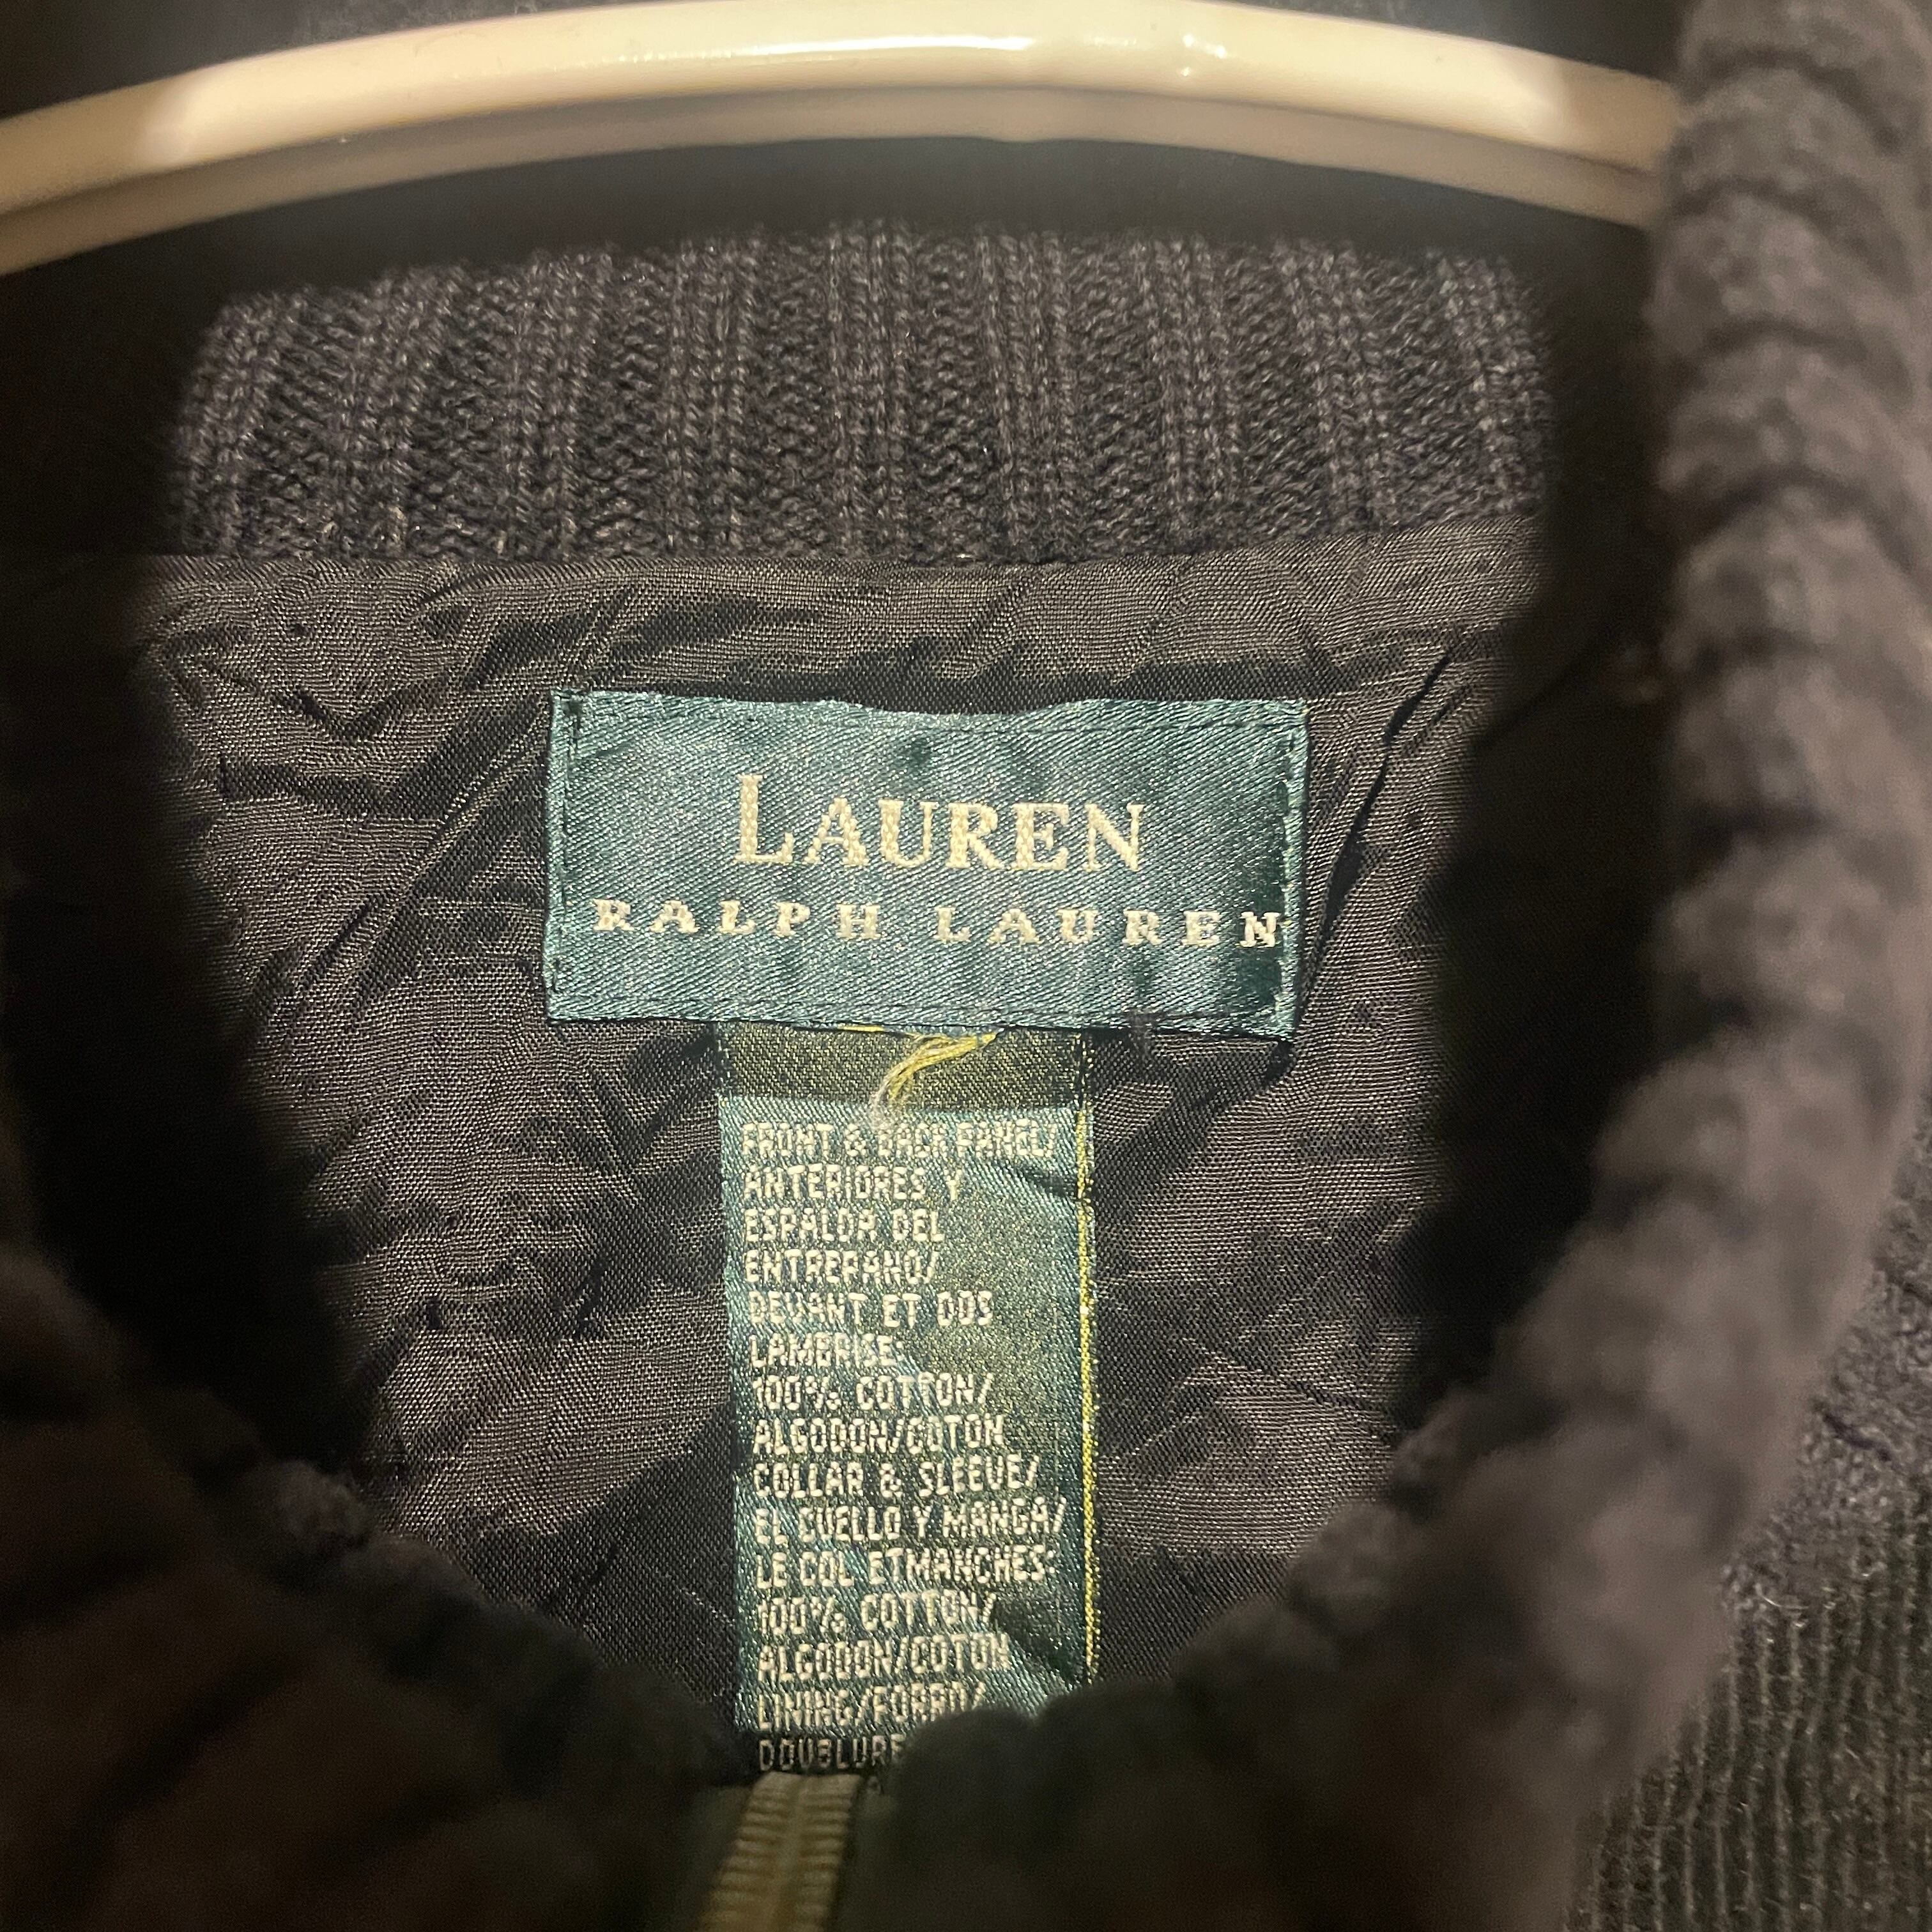 LAUREN
RALPH LAUREN
FRONT & BACK PANEL/
ANTERIORES Y
ESPALDA DEL
ENTREPANO/
DEVANT ET DOS
LAMBRISE:
100% COTTON/
ALGODON/COTON
COLLAR & SLEEVE/
EL CUELLO Y MANGA/
LE COL ETMANCHES:
100% COTTON/
ALGODON/COTON
LINING/FORRO/
DOUBLURE